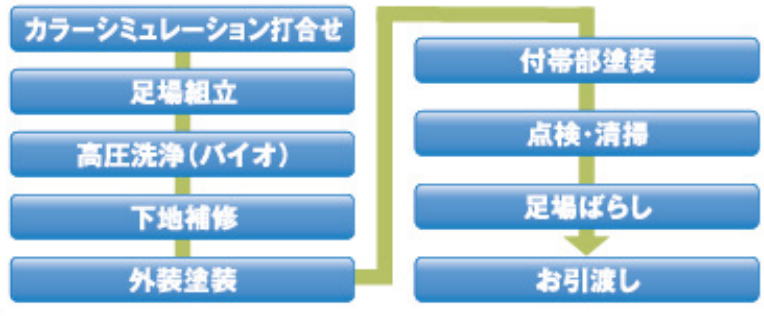 カラーシミュレーション打合せ
足場組立
高圧洗浄(バイオ)
下地補修
外装塗装
付帯部塗装
点検・清掃
足場ばらし
お引渡し